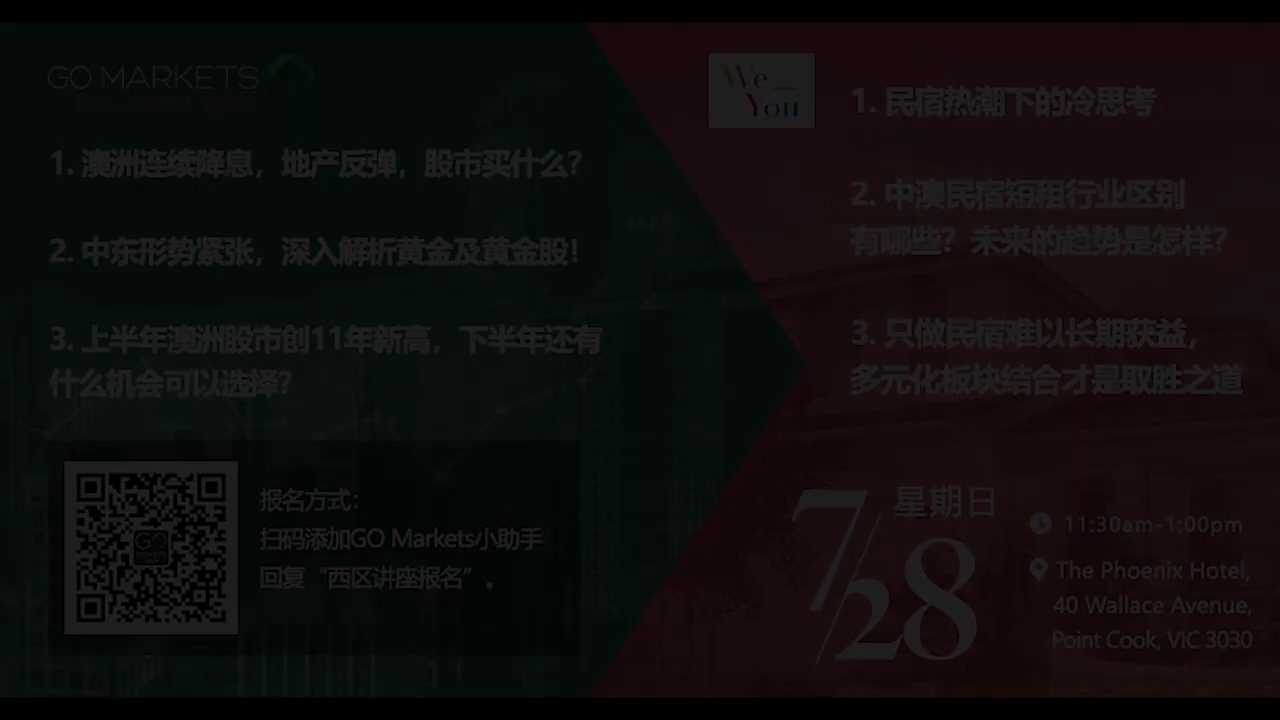 GO MARKETS
1. 澳洲连续降息，地产反弹，股市买什么?
2. 中东形势紧张，深入解析黄金及黄金股!
3. 上半年澳洲股市创11年新高，下半年还有
什么机会可以选择?
报名方式:
扫码添加GO Markets小助手
回复“西区讲座报名”。
We
You
1. 民宿热潮下的冷思考
2. 中澳民宿短租行业区别
有哪些? 未来的趋势是怎样?
3. 只做民宿难以长期获益,
多元化板块结合才是取胜之道
7/28
星期日
11:30am-1:00pm
The Phoenix Hotel,
40 Wallace Avenue,
Point Cook, VIC 3030